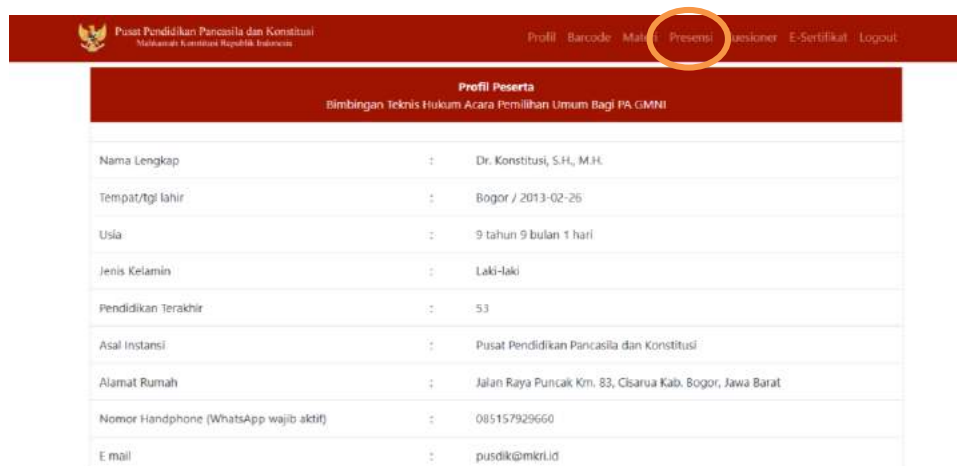 Pusat Pendidikan Pancasila dan Konstitusi
Mahkamah Konstitusi Republik Indonesia
Profil Barcode Materi Presensi Kuesioner E-Sertifikat Logout
Profil Peserta
Bimbingan Teknis Hukum Acara Pemilihan Umum Bagi PA GMNI
Nama Lengkap : Dr. Konstitusi, S.H., M.H.
Tempat/tgl lahir : Bogor / 2013-02-26
Usia : 9 tahun 9 bulan 1 hari
Jenis Kelamin : Laki-laki
Pendidikan Terakhir : S3
Asal Instansi : Pusat Pendidikan Pancasila dan Konstitusi
Alamat Rumah : Jalan Raya Puncak Km. 83, Cisarua Kab. Bogor, Jawa Barat
Nomor Handphone (WhatsApp wajib aktif) : 085157929660
E mail : pusdik@mkri.id